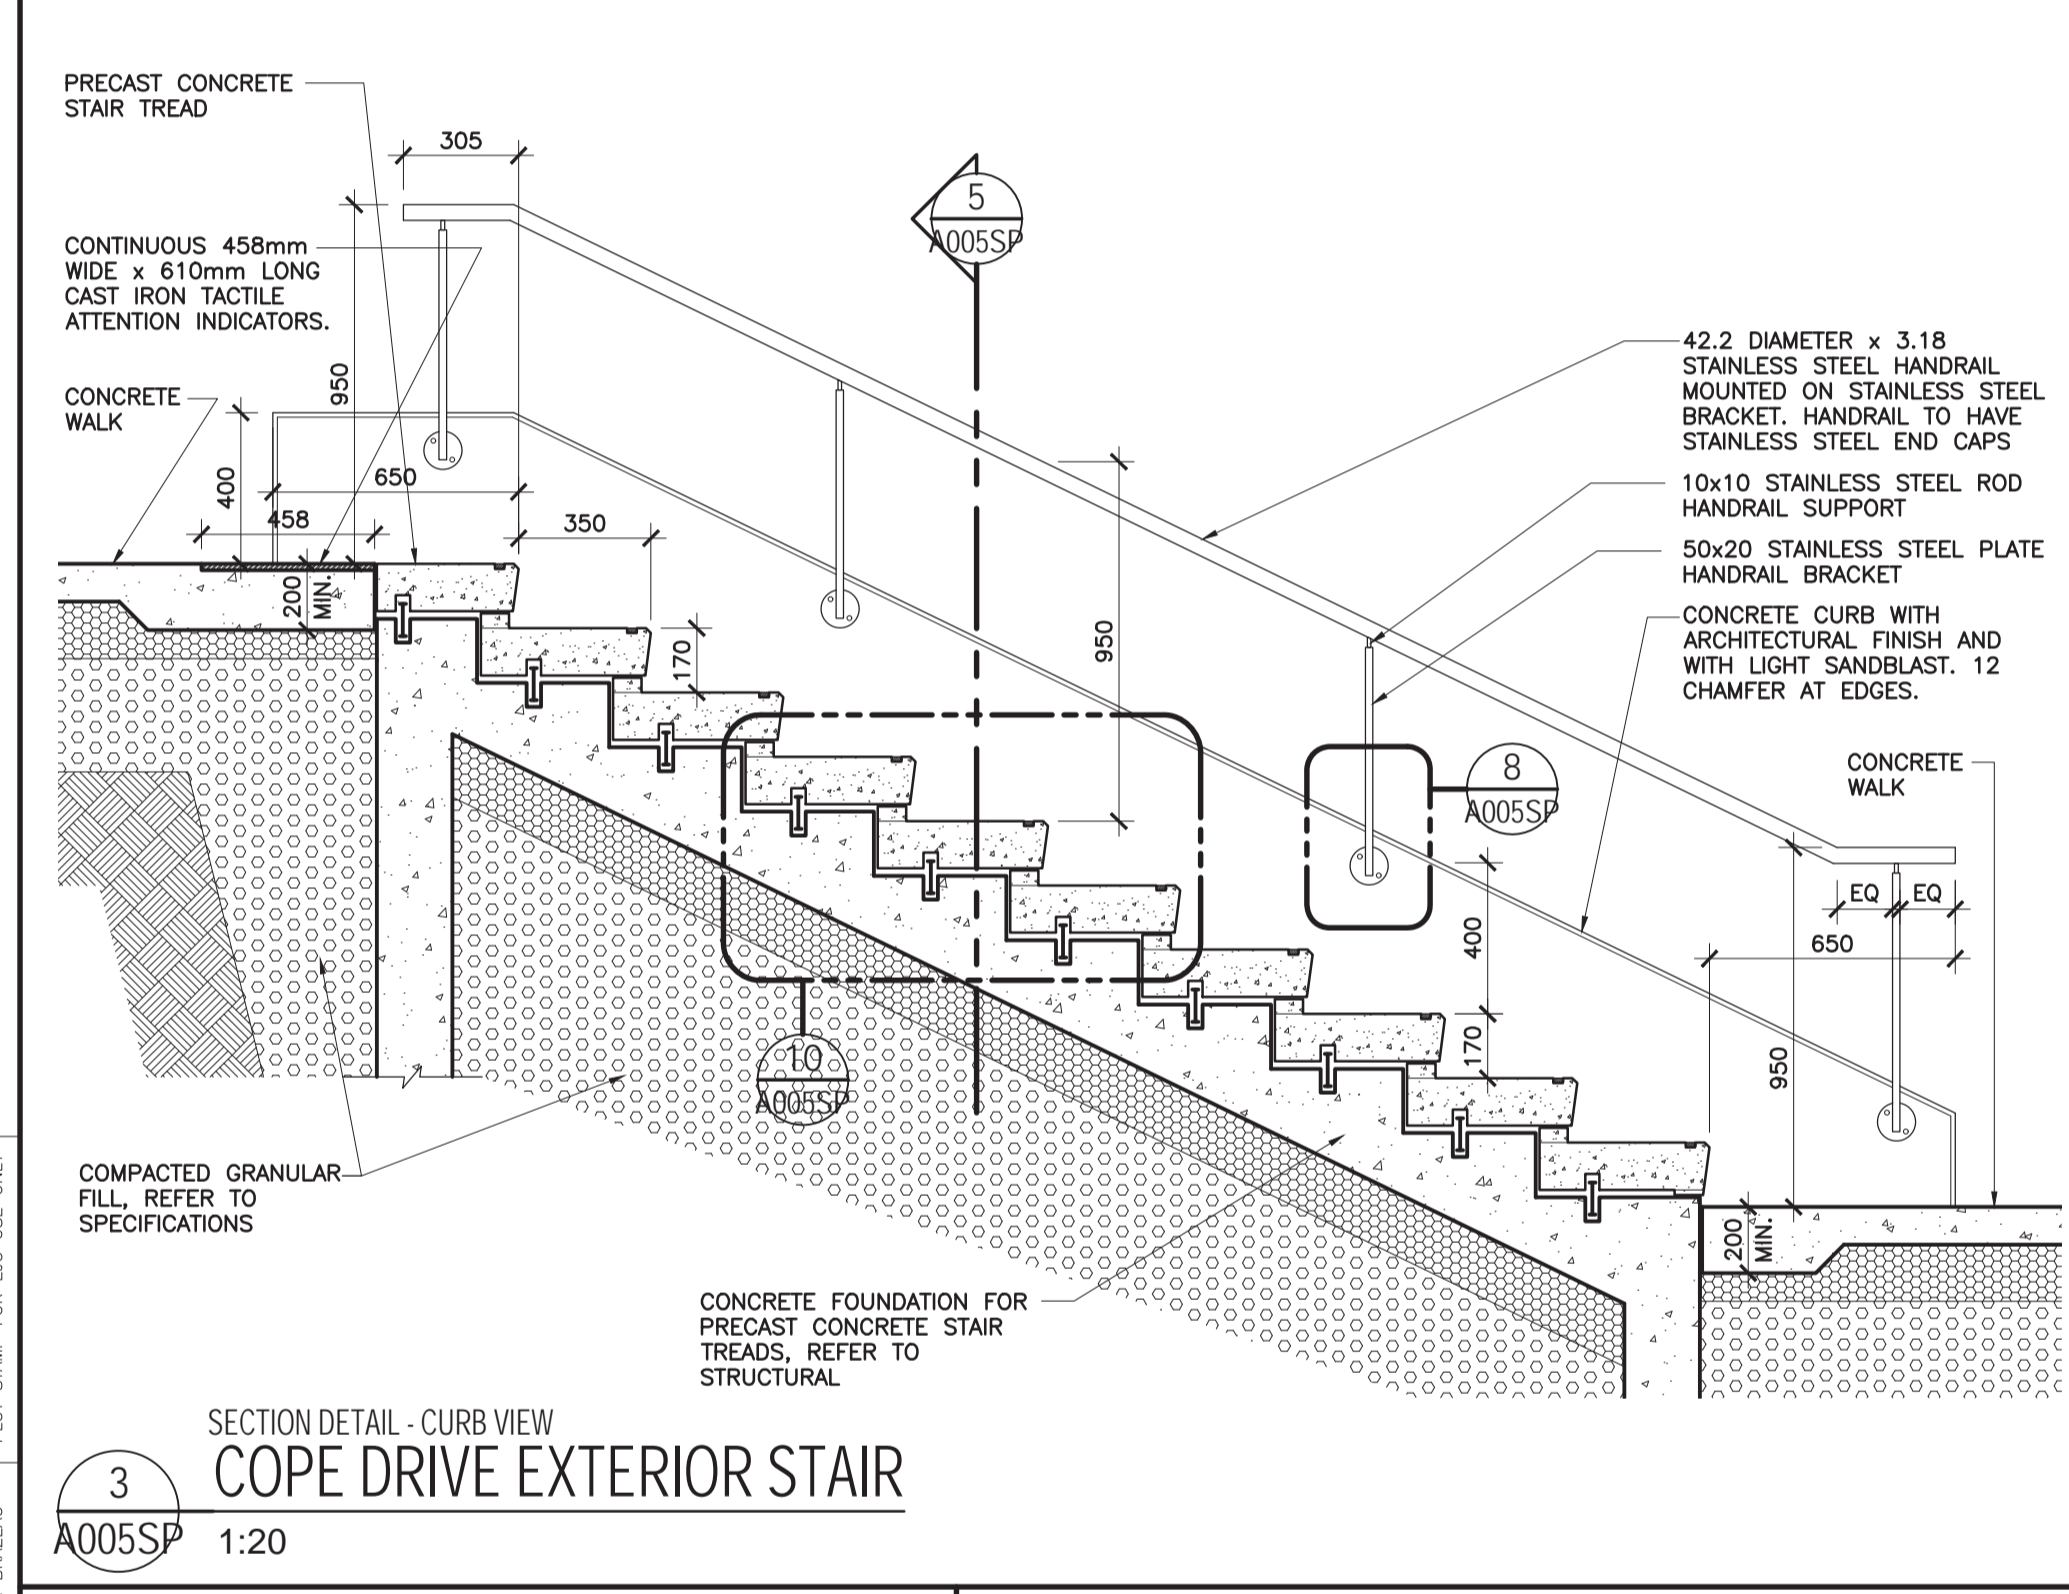 PRECAST CONCRETE
STAIR TREAD
305
5
A005SP
CONTINUOUS 458mm
WIDE x 610mm LONG
CAST IRON TACTILE
ATTENTION INDICATORS.
950
CONCRETE
WALK
400
650
458
350
200
MIN.
170
950
42.2 DIAMETER x 3.18
STAINLESS STEEL HANDRAIL
MOUNTED ON STAINLESS STEEL
BRACKET. HANDRAIL TO HAVE
STAINLESS STEEL END CAPS
10x10 STAINLESS STEEL ROD
HANDRAIL SUPPORT
50x20 STAINLESS STEEL PLATE
HANDRAIL BRACKET
CONCRETE CURB WITH
ARCHITECTURAL FINISH AND
WITH LIGHT SANDBLAST. 12
CHAMFER AT EDGES.
CONCRETE
WALK
8
A005SP
EQ EQ
650
400
170
950
10
A005SP
200
MIN.
COMPACTED GRANULAR
FILL, REFER TO
SPECIFICATIONS
CONCRETE FOUNDATION FOR
PRECAST CONCRETE STAIR
TREADS, REFER TO
STRUCTURAL
SECTION DETAIL - CURB VIEW
COPE DRIVE EXTERIOR STAIR
3
A005SP
1:20